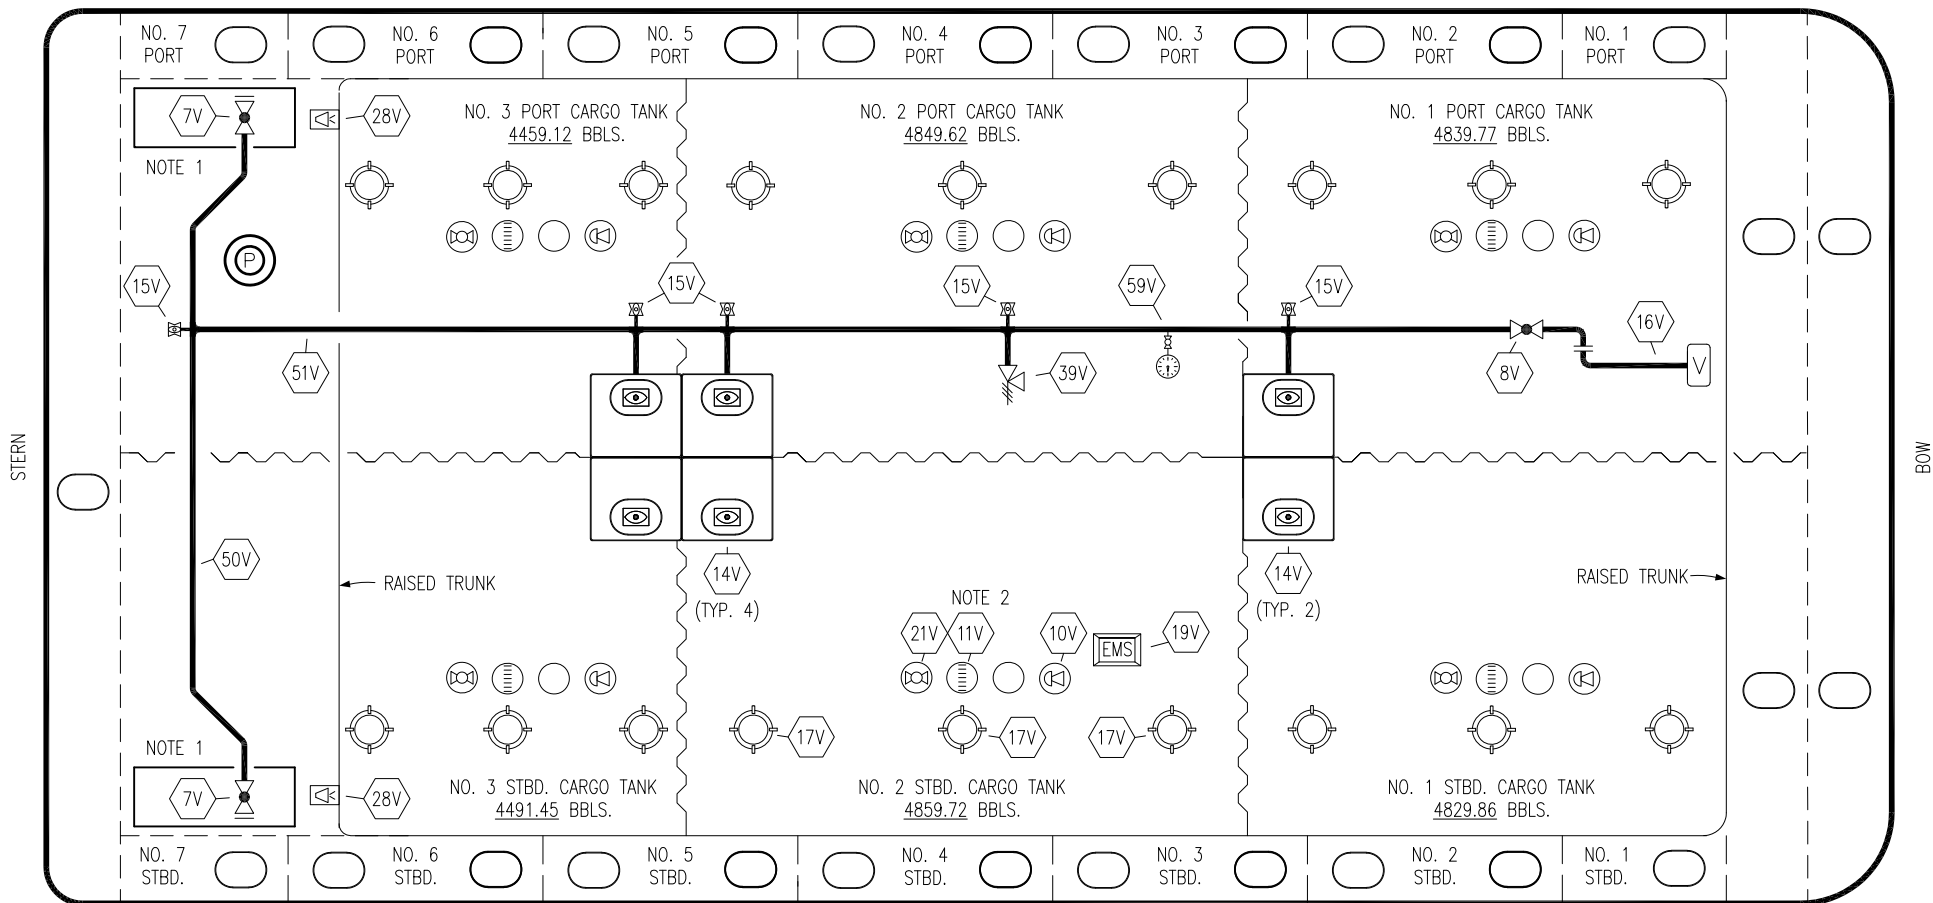 NO. 7
PORT
NO. 6
PORT
NO. 5
PORT
NO. 4
PORT
NO. 3
PORT
NO. 2
PORT
NO. 1
PORT
7V
28V
NOTE 1
NO. 3 PORT CARGO TANK
4459.12 BBLS.
NO. 2 PORT CARGO TANK
4849.62 BBLS.
NO. 1 PORT CARGO TANK
4839.77 BBLS.
P
15V
15V
15V
59V
15V
16V
51V
39V
8V
V
STERN
BOW
50V
RAISED TRUNK
14V
(TYP. 4)
14V
(TYP. 2)
RAISED TRUNK
NOTE 2
21V
11V
10V
EMS
19V
17V
17V
17V
NOTE 1
7V
28V
NO. 3 STBD. CARGO TANK
4491.45 BBLS.
NO. 2 STBD. CARGO TANK
4859.72 BBLS.
NO. 1 STBD. CARGO TANK
4829.86 BBLS.
NO. 7
STBD.
NO. 6
STBD.
NO. 5
STBD.
NO. 4
STBD.
NO. 3
STBD.
NO. 2
STBD.
NO. 1
STBD.